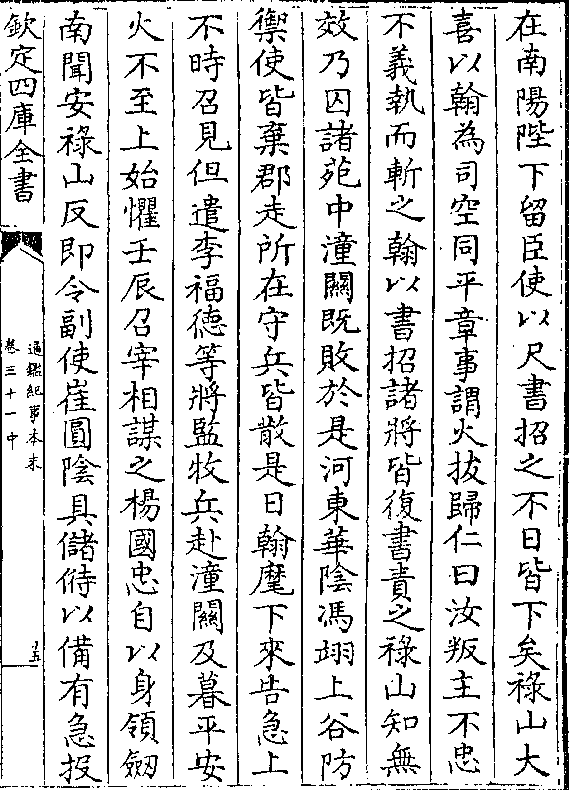 在南陽陛下留臣使以尺書招之不日皆下矣祿山大
喜以翰為司空同平章事謂火拔歸仁曰汝叛主不忠
不義執而斬之翰以書招諸將皆復書責之祿山知無
效乃囚諸苑中潼關既敗於是河東華陰馮翊上谷防
禦使皆棄郡走所在守兵皆散是日翰麾下來告急上
不時召見但遣李福德等將監牧兵赴潼關及暮平安
火不至上始懼壬辰召宰相謀之楊國忠自以身領劔
南聞安祿山反即令副使崔圓陰具儲偫以備有急投
欽定四庫全書
通鑑紀事本末
卷三十一中
五